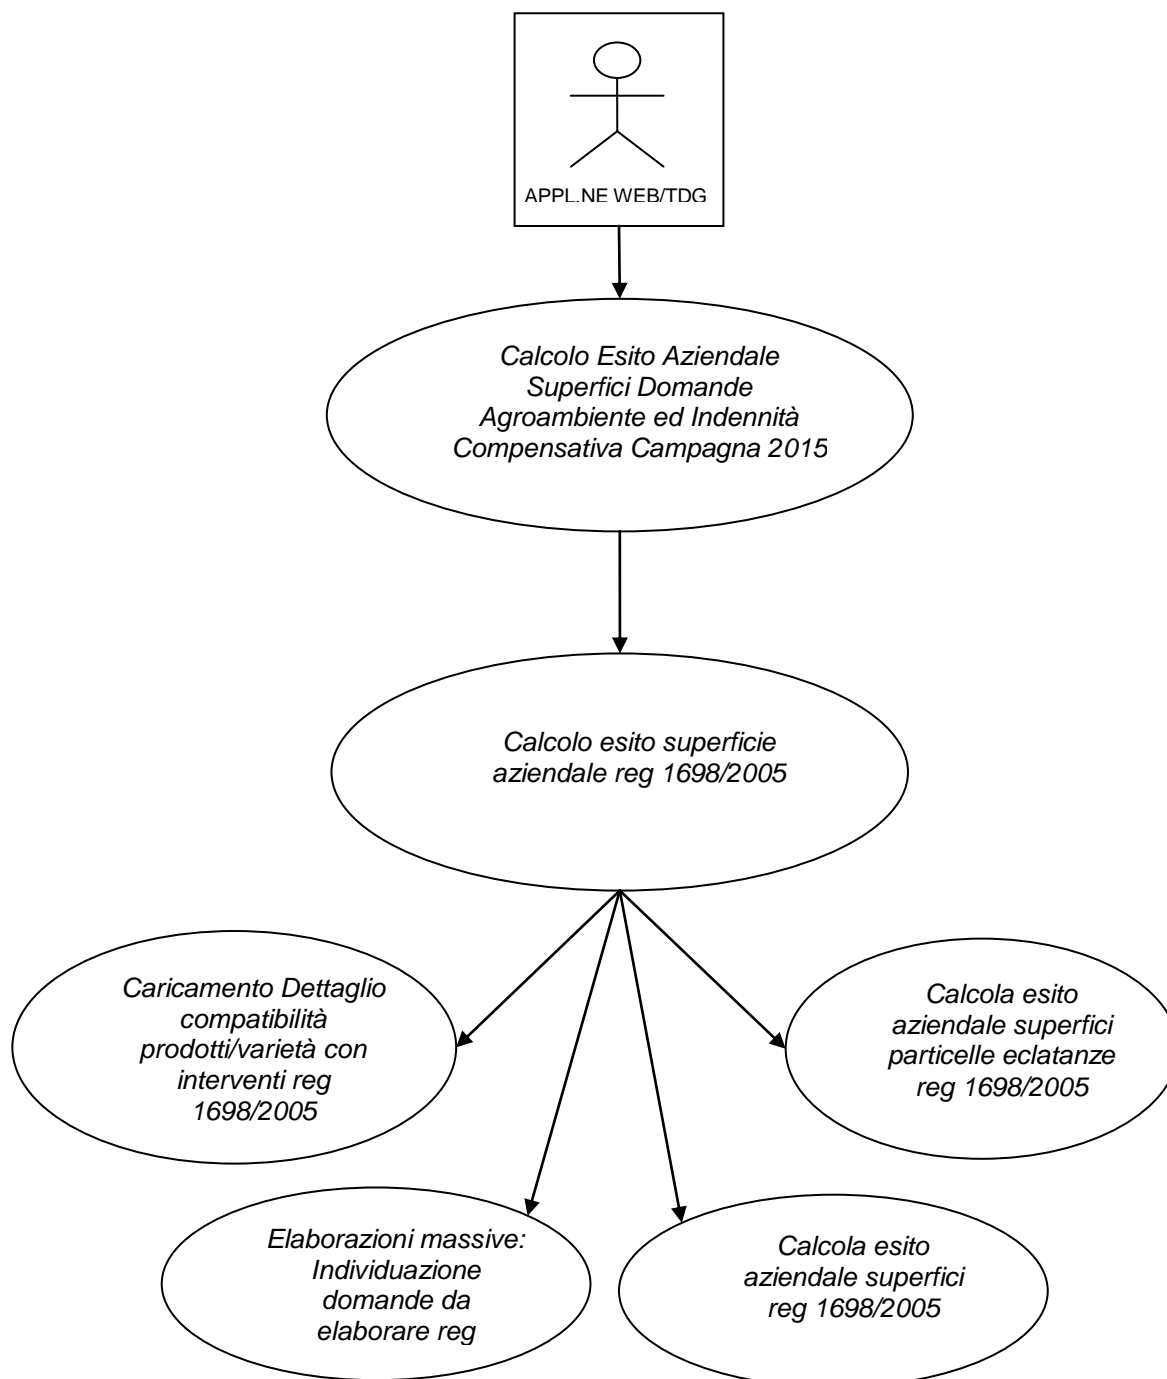 APPL.NE WEB/TDG
Calcolo Esito Aziendale
Superfici Domande
Agroambiente ed Indennità
Compensativa Campagna 2015
Calcolo esito superficie
aziendale reg 1698/2005
Caricamento Dettaglio
compatibilità
prodotti/varietà con
interventi reg
1698/2005
Calcola esito
aziendale superfici
particelle eclatanze
reg 1698/2005
Elaborazioni massive:
Individuazione
domande da
elaborare reg
Calcola esito
aziendale superfici
reg 1698/2005